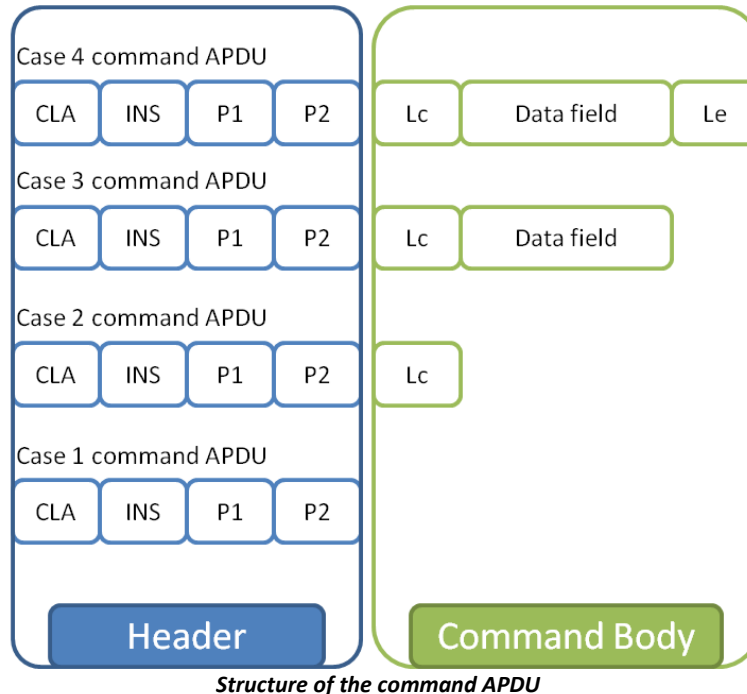 Case 4 command APDU
CLA INS P1 P2 Lc Data field Le
Case 3 command APDU
CLA INS P1 P2 Lc Data field
Case 2 command APDU
CLA INS P1 P2 Lc
Case 1 command APDU
CLA INS P1 P2
Header Command Body
Structure of the command APDU